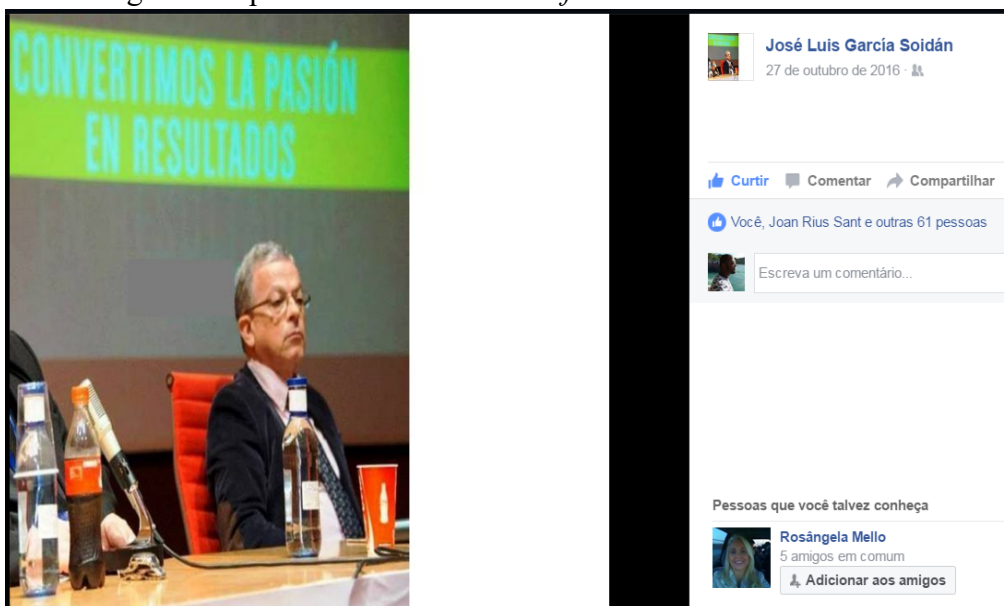 CONVERTIMOS LA PASIÓN
EN RESULTADOS
José Luis García Soidán
27 de outubro de 2016 ·
Curtir Comentar Compartilhar
Você, Joan Rius Sant e outras 61 pessoas
Escreva um comentário...
Pessoas que você talvez conheça
Rosângela Mello
5 amigos em comum
Adicionar aos amigos